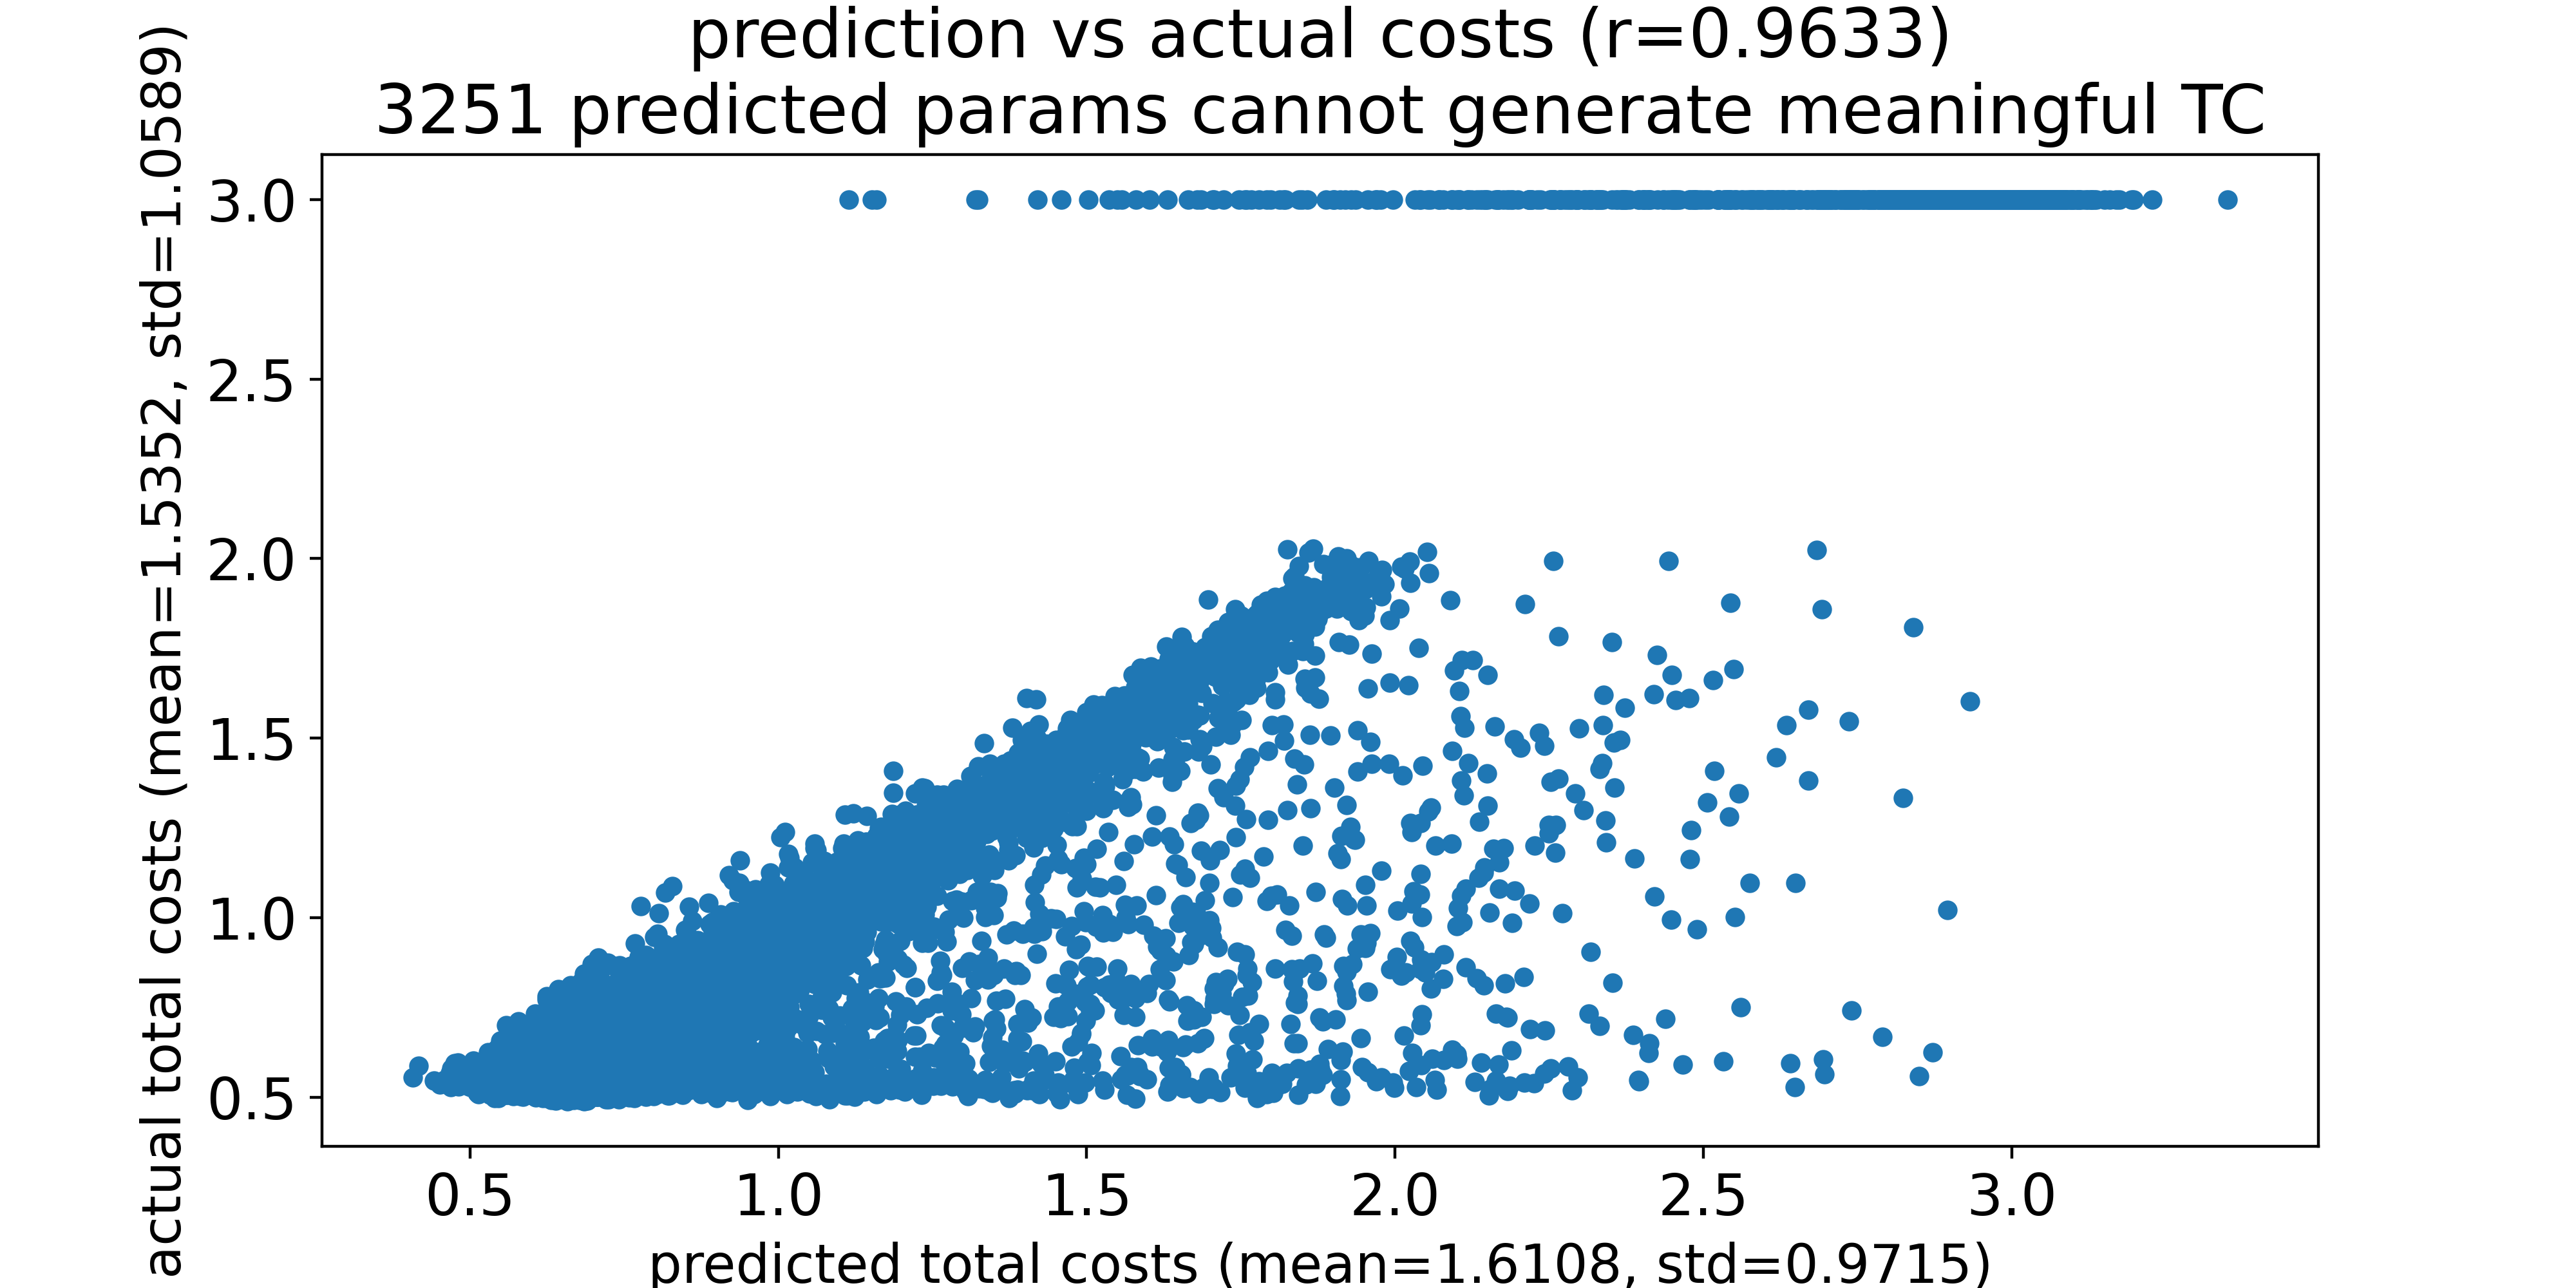 prediction vs actual costs (r=0.9633)
3251 predicted params cannot generate meaningful TC
actual total costs (mean=1.5352, std=1.0589)
3.0
2.5
2.0
1.5
1.0
0.5
0.5 1.0 1.5 2.0 2.5 3.0
predicted total costs (mean=1.6108, std=0.9715)